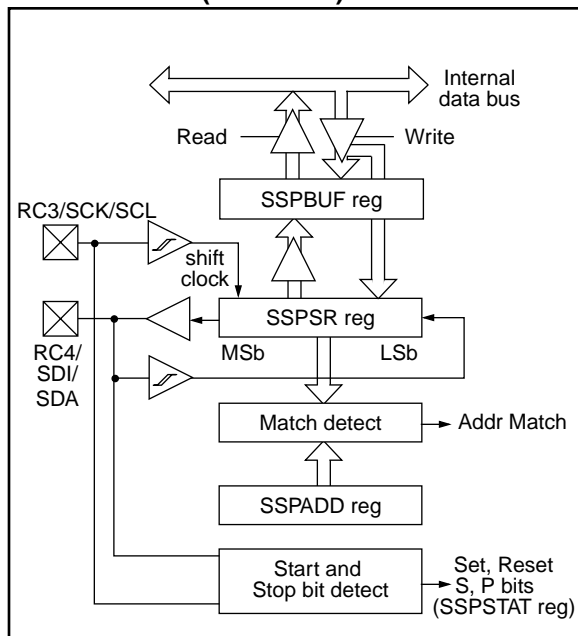 Internal
data bus
Read
Write
SSPBUF reg
RC3/SCK/SCL
shift
clock
SSPSR reg
MSb
LSb
RC4/
SDI/
SDA
Match detect
Addr Match
SSPADD reg
Start and
Stop bit detect
Set, Reset
S, P bits
(SSPSTAT reg)